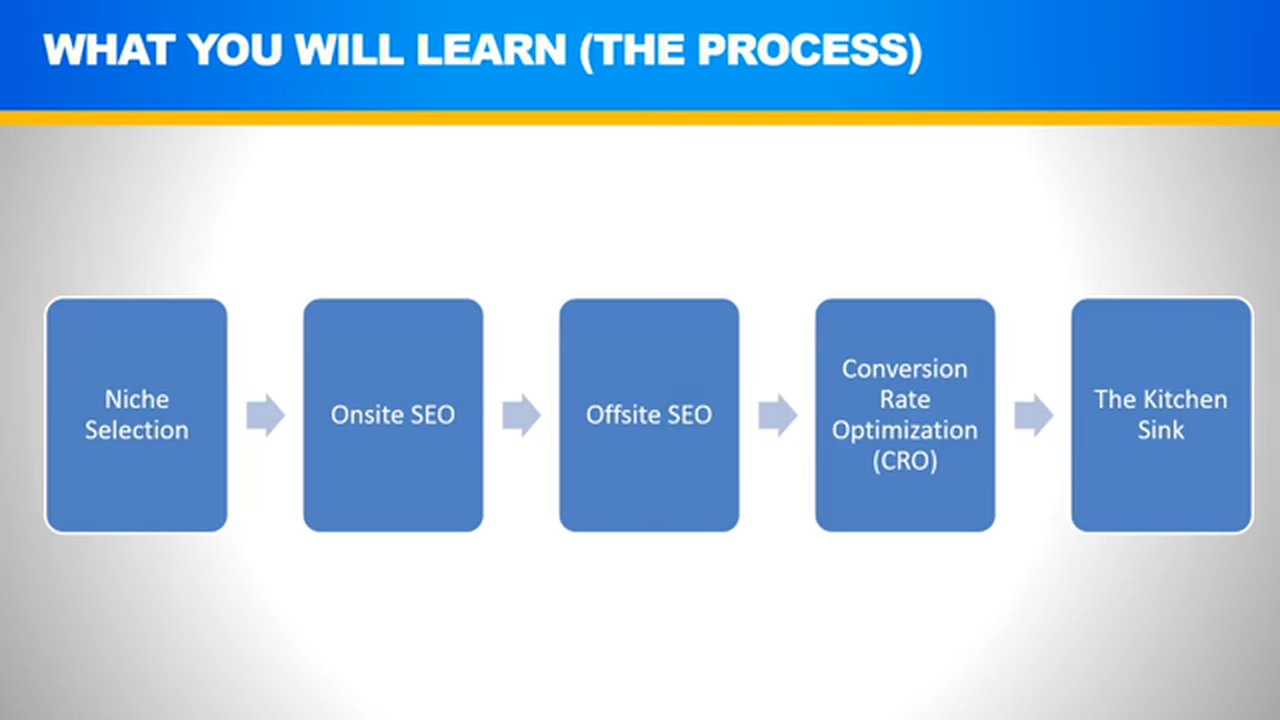 WHAT YOU WILL LEARN (THE PROCESS)
Niche
Selection
Onsite SEO
Offsite SEO
Conversion
Rate
Optimization
(CRO)
The Kitchen
Sink